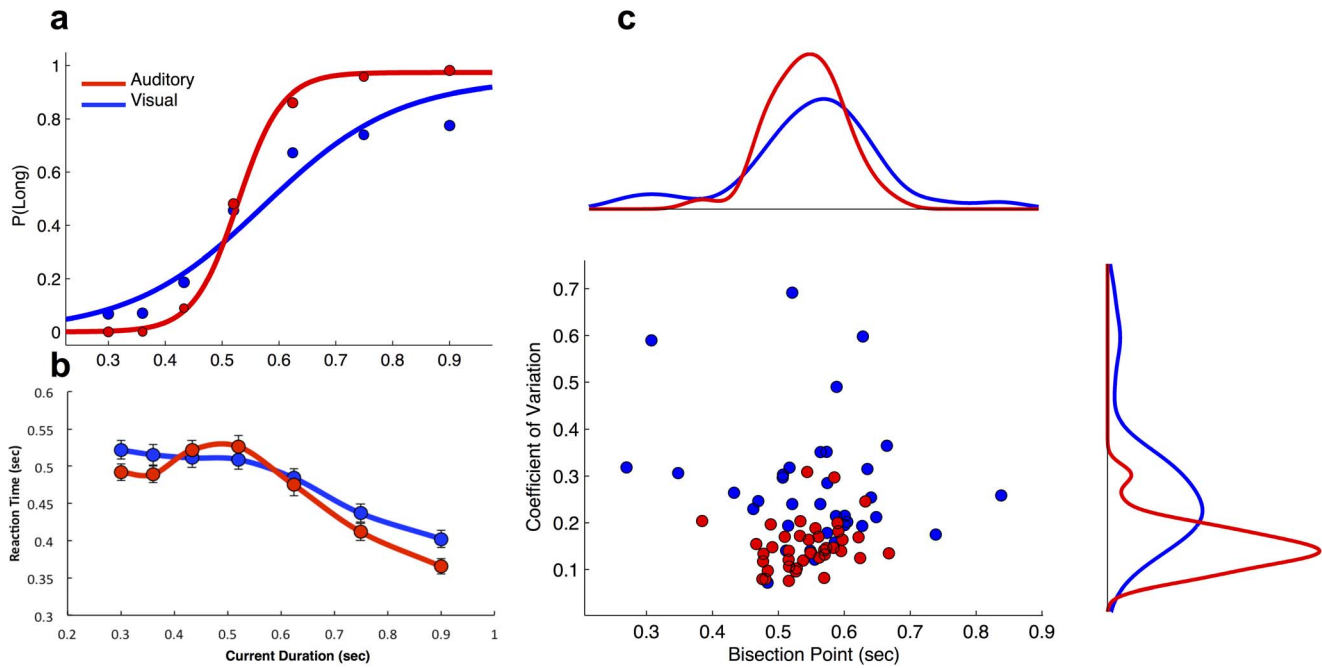 a
1
0.8
0.6
0.4
0.2
0
P(Long)
Auditory
Visual
0.3 0.4 0.5 0.6 0.7 0.8 0.9
b
0.6
0.55
0.5
0.45
0.4
0.35
0.3
Reaction Time (sec)
0.2 0.3 0.4 0.5 0.6 0.7 0.8 0.9 1
Current Duration (sec)
c
0.7
0.6
0.5
0.4
0.3
0.2
0.1
Coefficient of Variation
0.3 0.4 0.5 0.6 0.7 0.8 0.9
Bisection Point (sec)